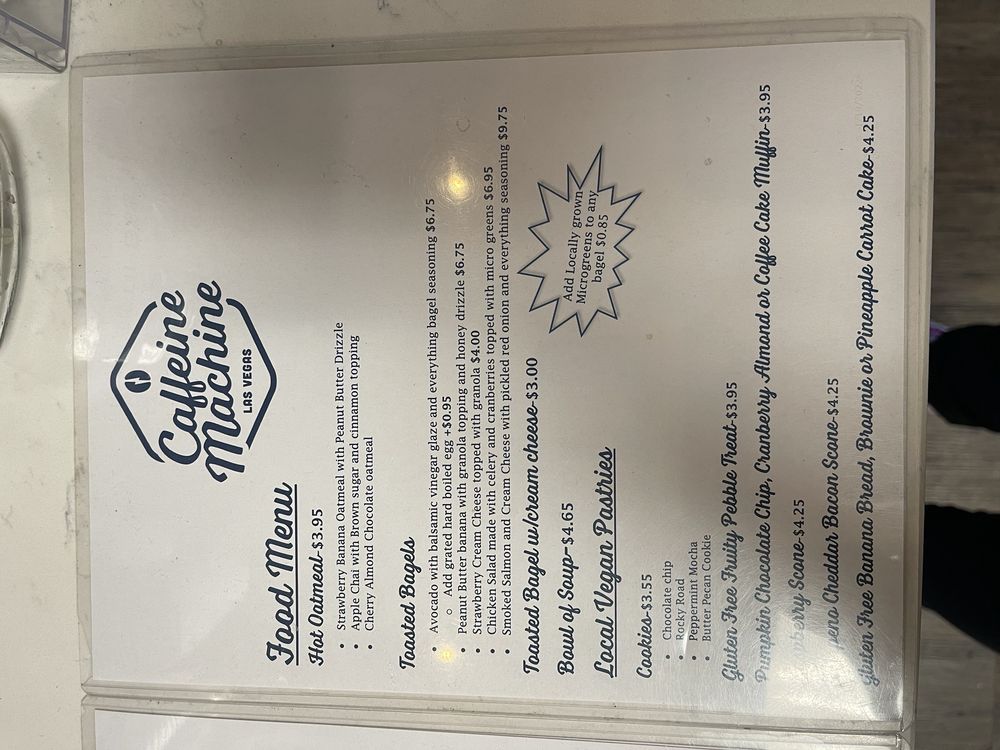 Caffeine
Machine
LAS VEGAS
Food Menu
Hot Oatmeal-$3.95
• Strawberry Banana Oatmeal with Peanut Butter Drizzle
• Apple Chai with Brown sugar and cinnamon topping
• Cherry Almond Chocolate oatmeal
Toasted Bagels
• Avocado with balsamic vinegar glaze and everything bagel seasoning $6.75
○ Add grated hard boiled egg +$0.95
• Peanut Butter banana with granola topping and honey drizzle $6.75
• Strawberry Cream Cheese topped with granola $4.00
• Chicken Salad made with celery and cranberries topped with micro greens $6.95
• Smoked Salmon and Cream Cheese with pickled red onion and everything seasoning $9.75
Toasted Bagel w/cream cheese-$3.00
Bowl of Soup-$4.65
Add Locally grown
Microgreens to any
bagel $0.85
Local Vegan Pastries
Cookies-$3.55
• Chocolate chip
• Rocky Road
• Peppermint Mocha
• Butter Pecan Cookie
Gluten Free Fruity Pebble Treat-$3.95
Pumpkin Chocolate Chip, Cranberry Almond or Coffee Cake Muffin-$3.95
Scone-$4.25
Chedar Bacon Scone-$4.25
Gluten Free Banana Bread, Brownie or Pineapple Carrot Cake-$4.25